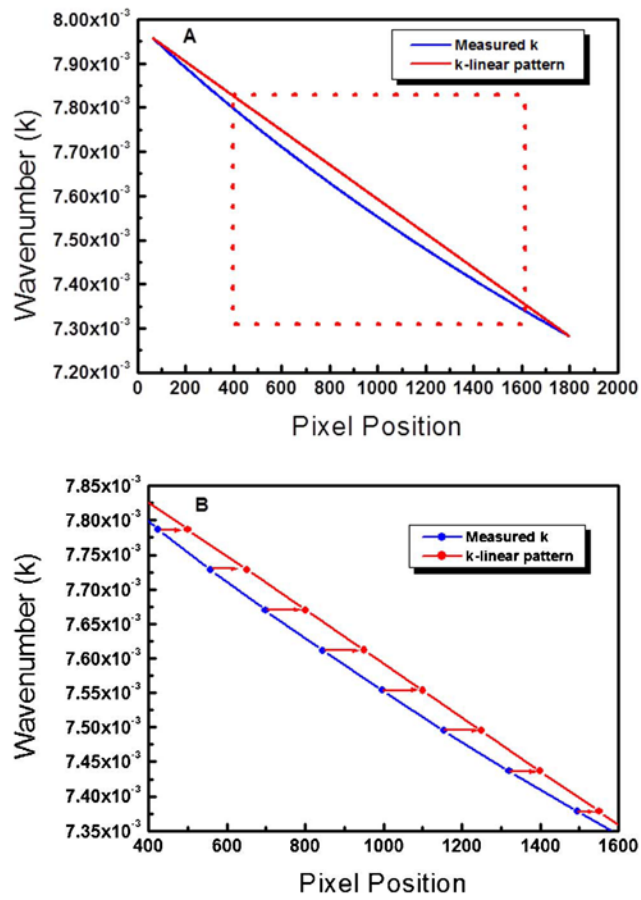 A
Measured k
k-linear pattern
8.00x10⁻³
7.95x10⁻³
7.80x10⁻³
7.70x10⁻³
7.60x10⁻³
7.50x10⁻³
7.40x10⁻³
7.30x10⁻³
7.20x10⁻³
Wavenumber (k)
0 200 400 600 800 1000 1200 1400 1600 1800 2000
Pixel Position
B
Measured k
k-linear pattern
7.85x10⁻³
7.80x10⁻³
7.75x10⁻³
7.70x10⁻³
7.65x10⁻³
7.60x10⁻³
7.55x10⁻³
7.50x10⁻³
7.45x10⁻³
7.40x10⁻³
7.35x10⁻³
Wavenumber (k)
400 600 800 1000 1200 1400 1600
Pixel Position